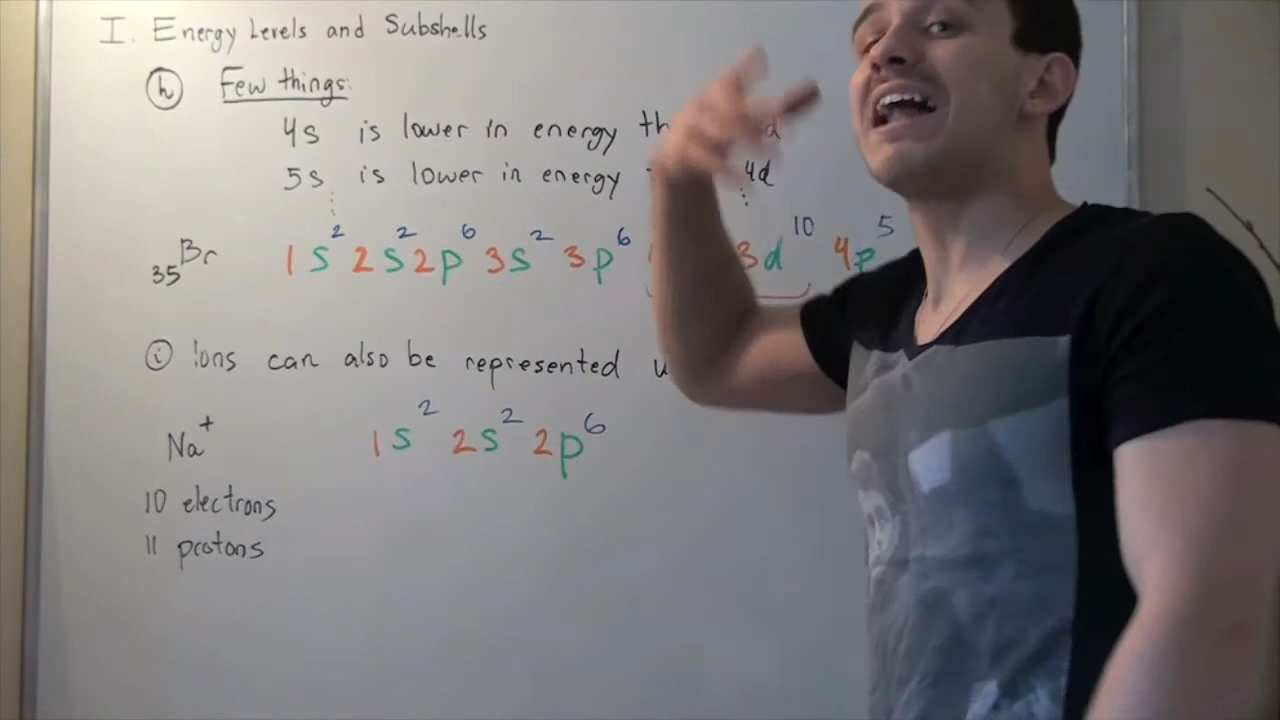 I. Energy Levels and Subshells
(h) Few things:
4s is lower in energy
5s is lower in energy 4d
₃₅Br 1s² 2s² 2p⁶ 3s² 3p⁶ 3d¹⁰ 4p⁵
(i) Ions can also be represented
Na⁺ 1s² 2s² 2p⁶
10 electrons
11 protons